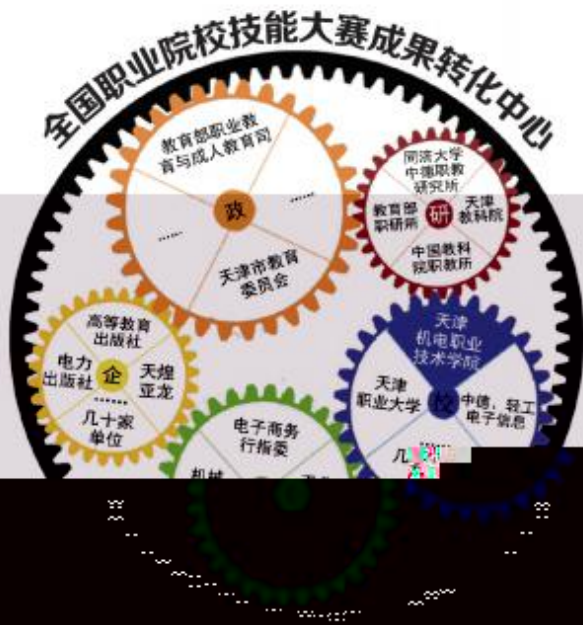 全国职业院校技能大赛成果转化中心
教育部职业教
育与成人教育司
……
政
……
天津市教育
委员会
同济大学
中德职教
研究所
教育部
职研所
研
天津
教科院
中国教科
院职教所
高等教育
出版社
电力
出版社
企
天煌
亚龙
……
几十家
单位
天津
机电职业
技术学院
天津
职业大学
校
中德，轻工
电子信息
……
几
电子商务
行指委
机械